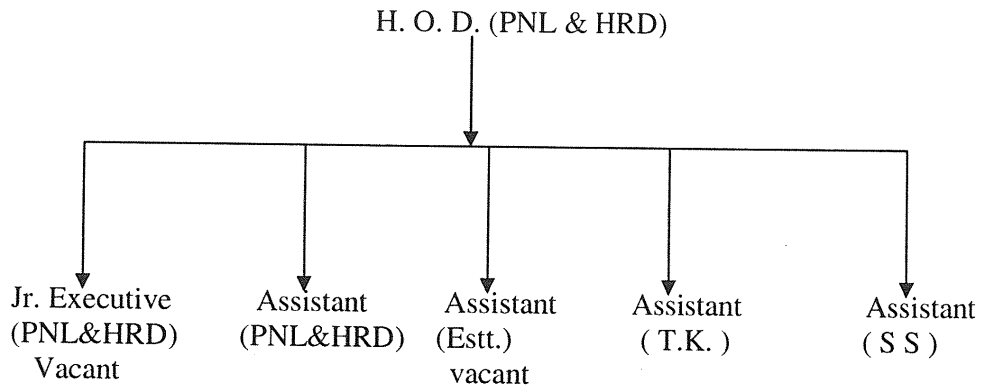 H. O. D. (PNL & HRD)
Jr. Executive
(PNL&HRD)
Vacant
Assistant
(PNL&HRD)
Assistant
(Estt.)
vacant
Assistant
( T.K. )
Assistant
( S S )